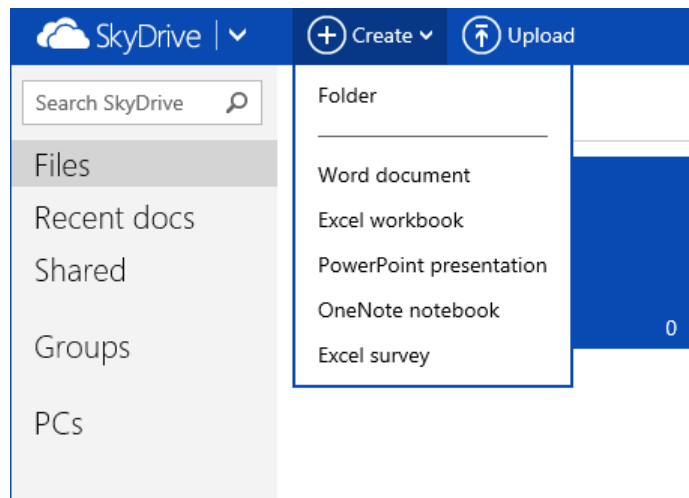 SkyDrive
Create
Upload
Search SkyDrive
Files
Recent docs
Shared
Groups
PCs
Folder
Word document
Excel workbook
PowerPoint presentation
OneNote notebook
Excel survey
0